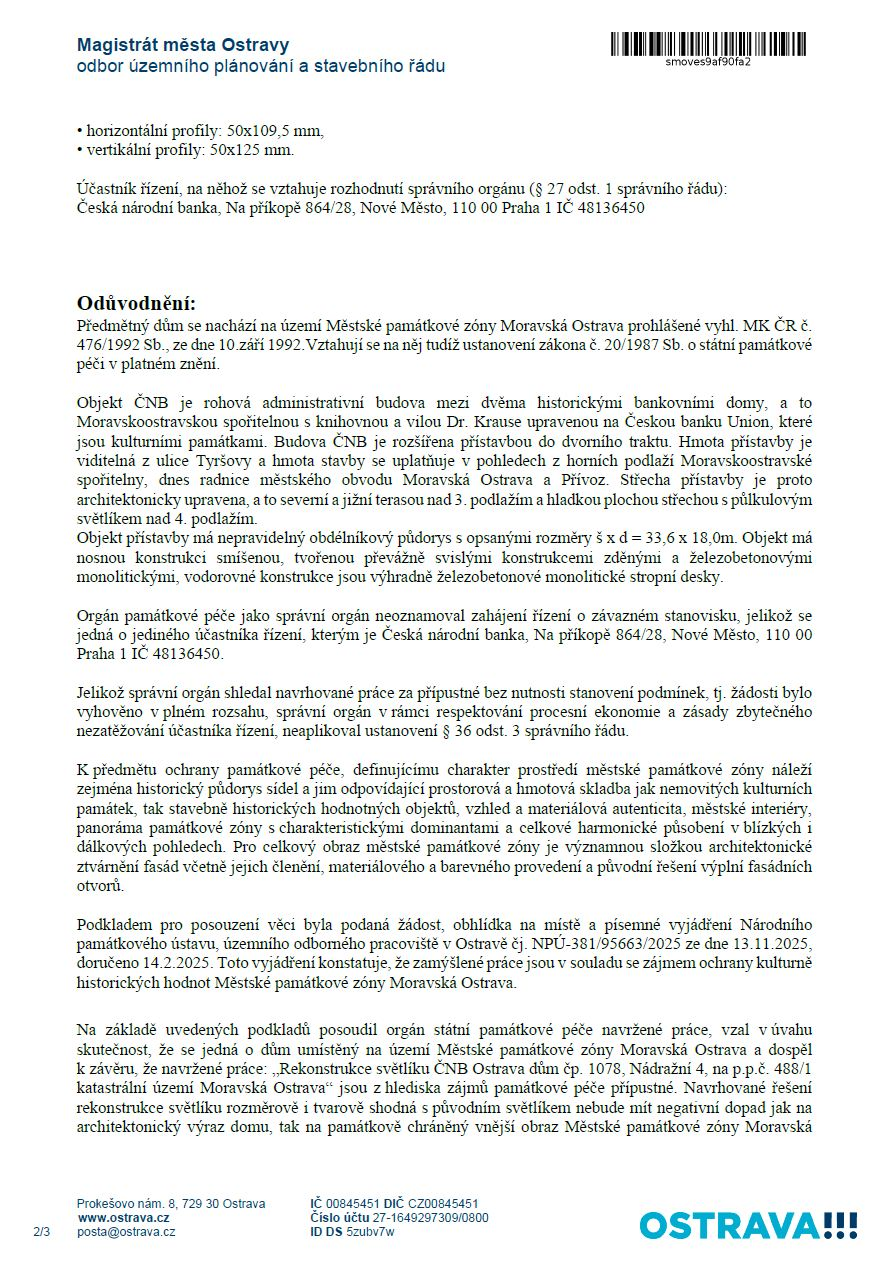 Magistrát města Ostravy
odbor územního plánování a stavebního řádu
smoves9af90fa2
• horizontální profily: 50x109,5 mm,
• vertikální profily: 50x125 mm.
Účastník řízení, na něhož se vztahuje rozhodnutí správního orgánu (§ 27 odst. 1 správního řádu):
Česká národní banka, Na příkopě 864/28, Nové Město, 110 00 Praha 1 IČ 48136450
Odůvodnění:
Předmětný dům se nachází na území Městské památkové zóny Moravská Ostrava prohlášené vyhl. MK ČR č.
476/1992 Sb., ze dne 10.září 1992.Vztahují se na něj tudíž ustanovení zákona č. 20/1987 Sb. o státní památkové
péči v platném znění.
Objekt ČNB je rohová administrativní budova mezi dvěma historickými bankovními domy, a to
Moravskoostravskou spořitelnou s knihovnou a vilou Dr. Krause upravenou na Českou banku Union, které
jsou kulturními památkami. Budova ČNB je rozšířena přístavbou do dvorního traktu. Hmota přístavby je
viditelná z ulice Tyršovy a hmota stavby se uplatňuje v pohledech z horních podlaží Moravskoostravské
spořitelny, dnes radnice městského obvodu Moravská Ostrava a Přívoz. Střecha přístavby je proto
architektonicky upravena, a to severní a jižní terasou nad 3. podlažím a hladkou plochou střechou s půlkulovým
světlíkem nad 4. podlažím.
Objekt přístavby má nepravidelný obdélníkový půdorys s opsanými rozměry š x d = 33,6 x 18,0m. Objekt má
nosnou konstrukci smíšenou, tvořenou převážně svislými konstrukcemi zděnými a železobetonovými
monolitickými, vodorovné konstrukce jsou výhradně železobetonové monolitické stropní desky.
Orgán památkové péče jako správní orgán neoznamoval zahájení řízení o závazném stanovisku, jelikož se
jedná o jediného účastníka řízení, kterým je Česká národní banka, Na příkopě 864/28, Nové Město, 110 00
Praha 1 IČ 48136450.
Jelikož správní orgán shledal navrhované práce za přípustné bez nutnosti stanovení podmínek, tj. žádosti bylo
vyhověno v plném rozsahu, správní orgán v rámci respektování procesní ekonomie a zásady zbytečného
nezatěžování účastníka řízení, neaplikoval ustanovení § 36 odst. 3 správního řádu.
K předmětu ochrany památkové péče, definujícímu charakter prostředí městské památkové zóny náleží
zejména historický půdorys sídel a jim odpovídající prostorová a hmotová skladba jak nemovitých kulturních
památek, tak stavebně historických hodnotných objektů, vzhled a materiálová autenticita, městské interiéry,
panoráma památkové zóny s charakteristickými dominantami a celkové harmonické působení v blízkých i
dálkových pohledech. Pro celkový obraz městské památkové zóny je významnou složkou architektonické
ztvárnění fasád včetně jejich členění, materiálového a barevného provedení a původní řešení výplní fasádních
otvorů.
Podkladem pro posouzení věci byla podaná žádost, obhlídka na místě a písemné vyjádření Národního
památkového ústavu, územního odborného pracoviště v Ostravě čj. NPÚ-381/95663/2025 ze dne 13.11.2025,
doručeno 14.2.2025. Toto vyjádření konstatuje, že zamýšlené práce jsou v souladu se zájmem ochrany kulturně
historických hodnot Městské památkové zóny Moravská Ostrava.
Na základě uvedených podkladů posoudil orgán státní památkové péče navržené práce, vzal v úvahu
skutečnost, že se jedná o dům umístěný na území Městské památkové zóny Moravská Ostrava a dospěl
k závěru, že navržené práce: „Rekonstrukce světlíku ČNB Ostrava dům čp. 1078, Nádražní 4, na p.p.č. 488/1
katastrální území Moravská Ostrava“ jsou z hlediska zájmů památkové péče přípustné. Navrhované řešení
rekonstrukce světlíku rozměrově i tvarově shodná s původním světlíkem nebude mít negativní dopad jak na
architektonický výraz domu, tak na památkově chráněný vnější obraz Městské památkové zóny Moravská
Prokešovo nám. 8, 729 30 Ostrava
www.ostrava.cz
2/3 posta@ostrava.cz
IČ 00845451 DIČ CZ00845451
Číslo účtu 27-1649297309/0800
ID DS 5zubv7w
OSTRAVA!!!